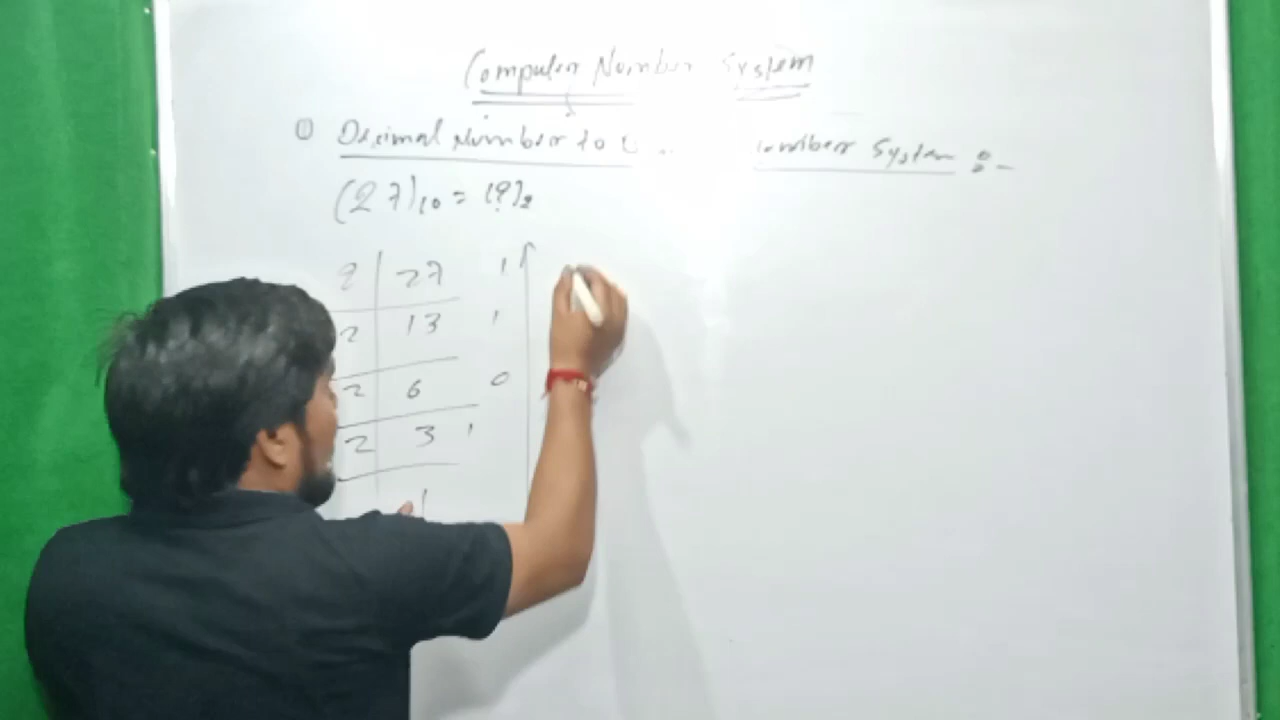 Computer Number System
① Decimal Number to System :-
(27)10 = (?)2
2 27 1
2 13 1
2 6 0
2 3 1
1